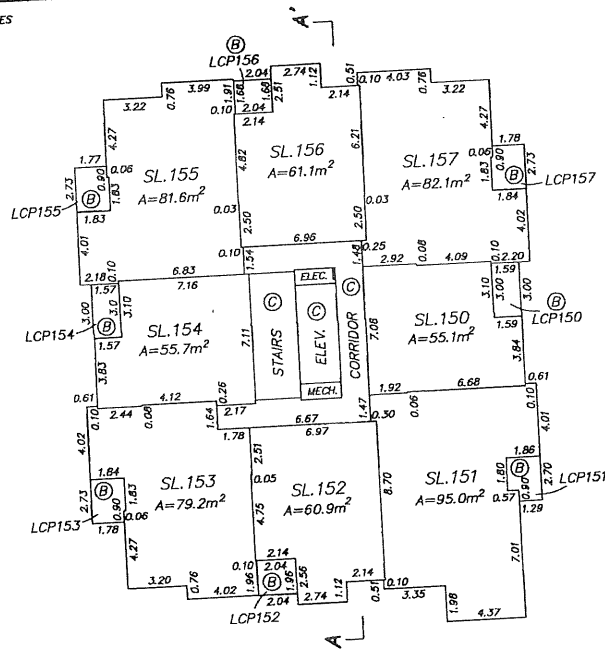 ES
A'
B
LCP156
2.04
2.74
1.12
0.51
0.10
4.03
0.76
3.22
3.22
0.76
3.99
0.10
1.91
1.68
1.68
2.51
2.04
2.14
2.14
4.27
4.27
SL.155
A=81.6m²
SL.156
A=61.1m²
SL.157
A=82.1m²
4.82
6.21
1.77
2.73
0.90
0.06
1.83
B
1.83
LCP155
1.78
0.06
0.90
2.73
1.83
B
1.84
LCP157
0.03
2.50
2.50
0.03
4.01
4.02
6.96
0.10
1.54
1.48
0.25
2.92
0.08
4.09
0.10
2.20
2.18
0.10
6.83
7.16
1.57
3.00
3.0
3.10
B
1.57
LCP154
1.59
3.10
3.00
3.00
B
1.59
LCP150
ELEC.
C
STAIRS
C
ELEV.
C
CORRIDOR
MECH.
SL.154
A=55.7m²
7.11
7.08
SL.150
A=55.1m²
3.83
3.84
0.61
0.10
2.44
0.08
4.12
0.26
1.64
2.17
1.92
0.06
6.68
0.61
0.10
1.47
0.30
6.67
6.97
1.78
4.02
4.01
2.51
0.05
4.75
8.70
1.84
2.73
B
0.90
1.83
0.06
1.78
LCP153
SL.153
A=79.2m²
SL.152
A=60.9m²
SL.151
A=95.0m²
1.86
1.80
B
2.70
0.57
0.90
1.29
LCP151
4.27
7.01
3.20
0.76
4.02
0.10
1.96
2.14
2.04
B
1.96
2.56
2.04
LCP152
2.74
1.12
2.14
0.51
0.10
3.35
1.98
4.37
A